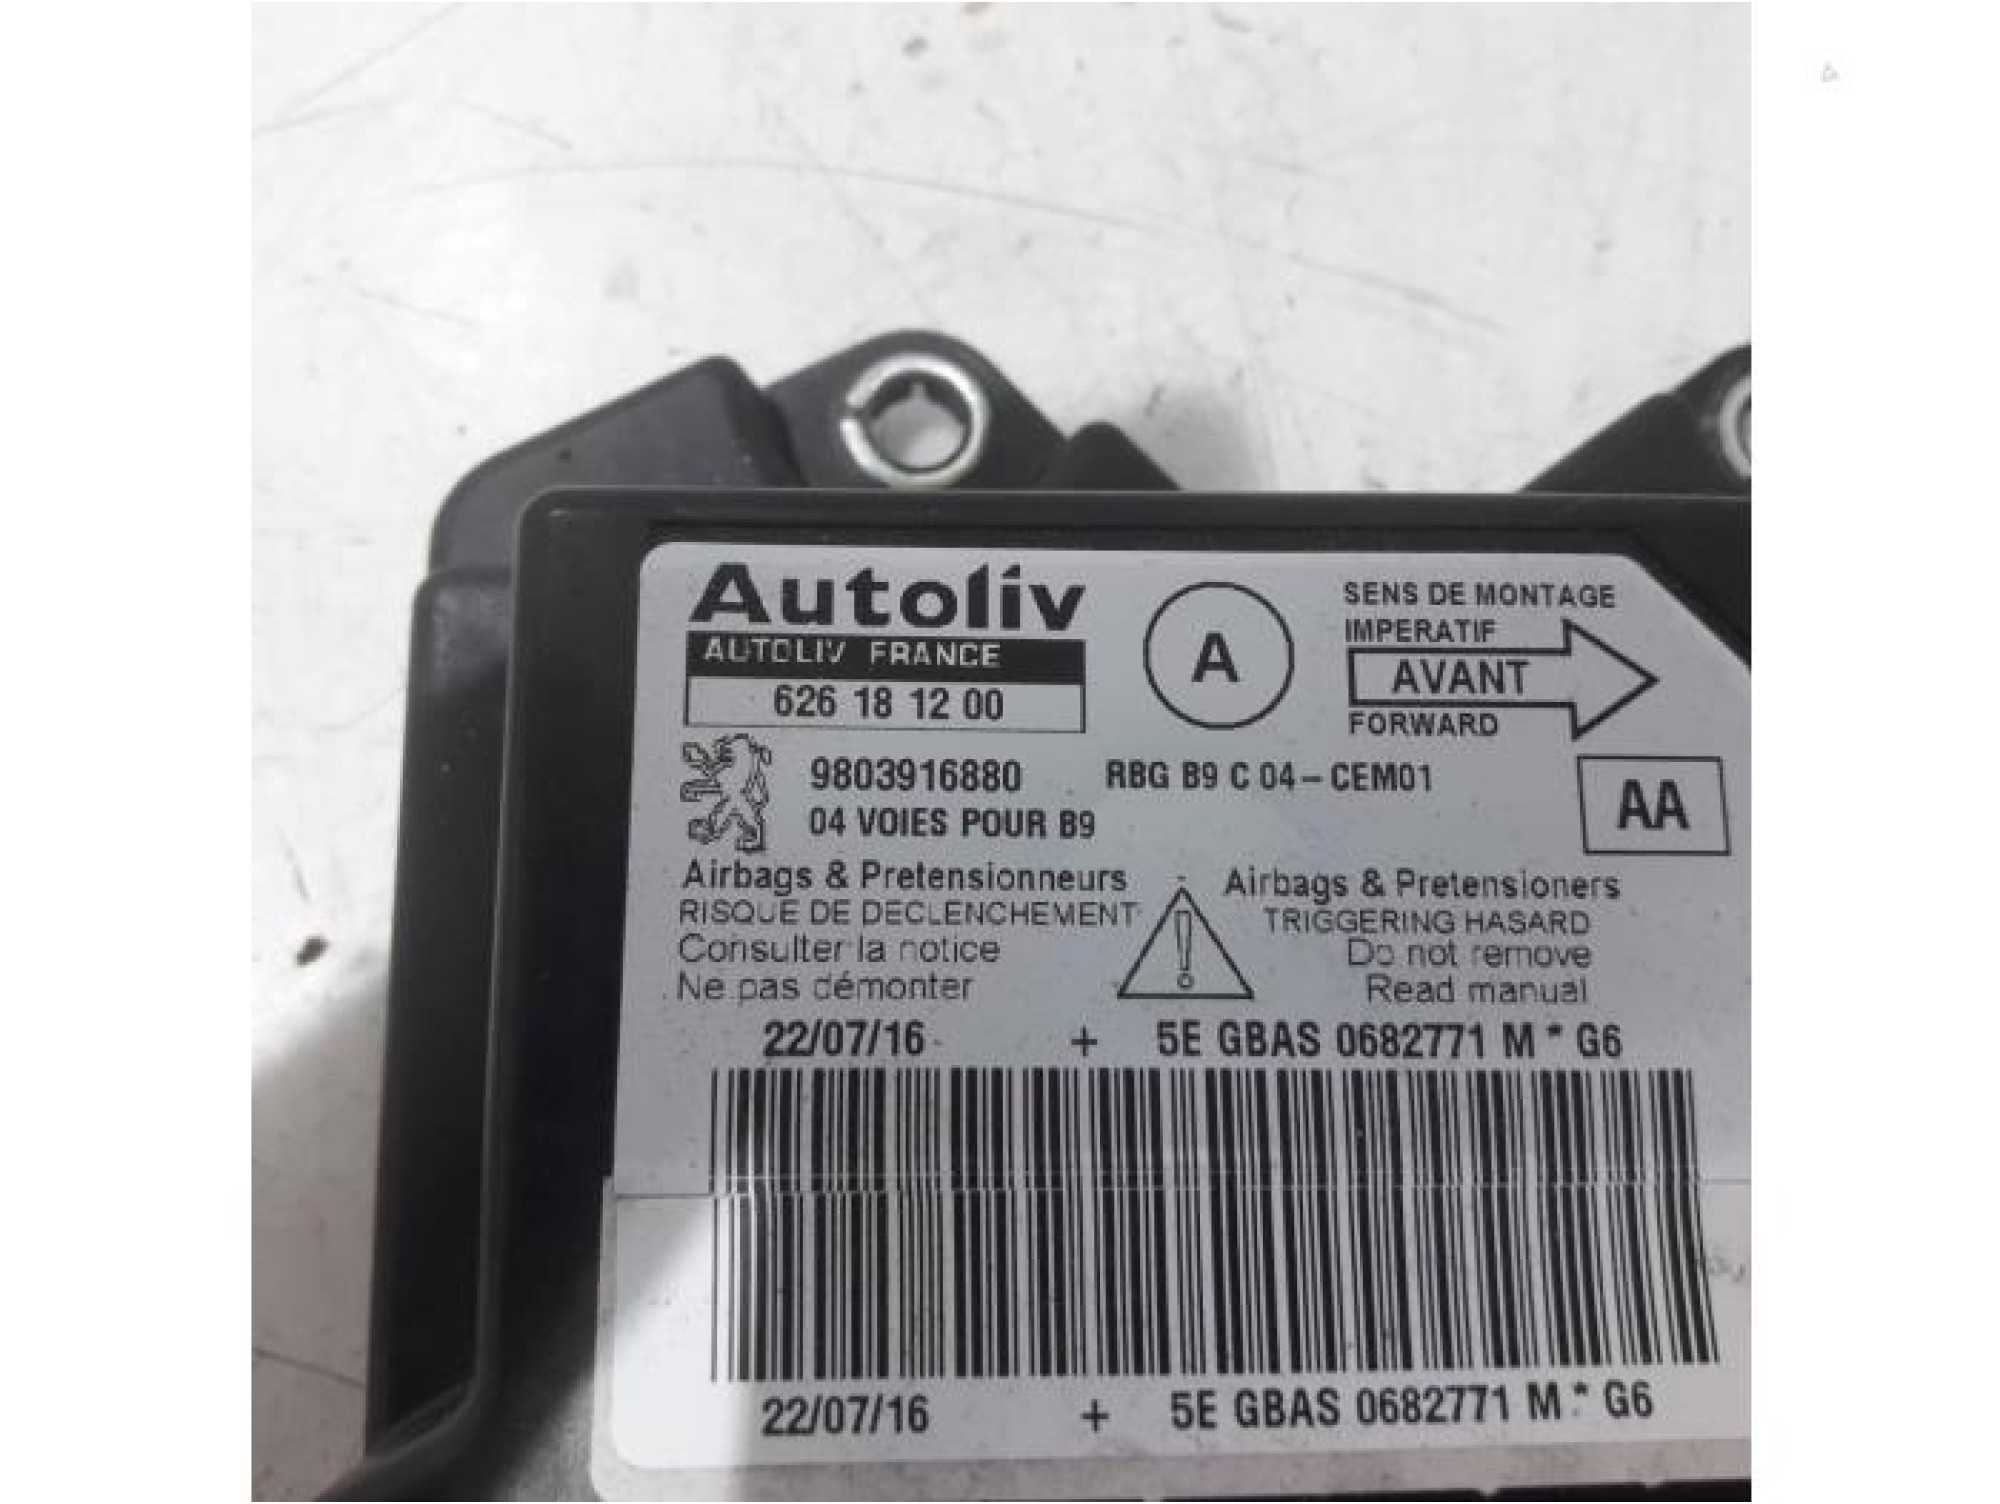 Autoliv
AUTOLIV FRANCE
626 18 12 00
A
SENS DE MONTAGE
IMPERATIF
AVANT
FORWARD
9803916880 RBG B9 C 04-CEM01
04 VOIES POUR B9
AA
Airbags & Pretensionneurs
RISQUE DE DECLENCHEMENT
Consulter la notice
Ne pas démonter
Airbags & Pretensioners
TRIGGERING HASARD
Do not remove
Read manual
22/07/16 + 5E GBAS 0682771 M * G6
22/07/16 + 5E GBAS 0682771 M * G6